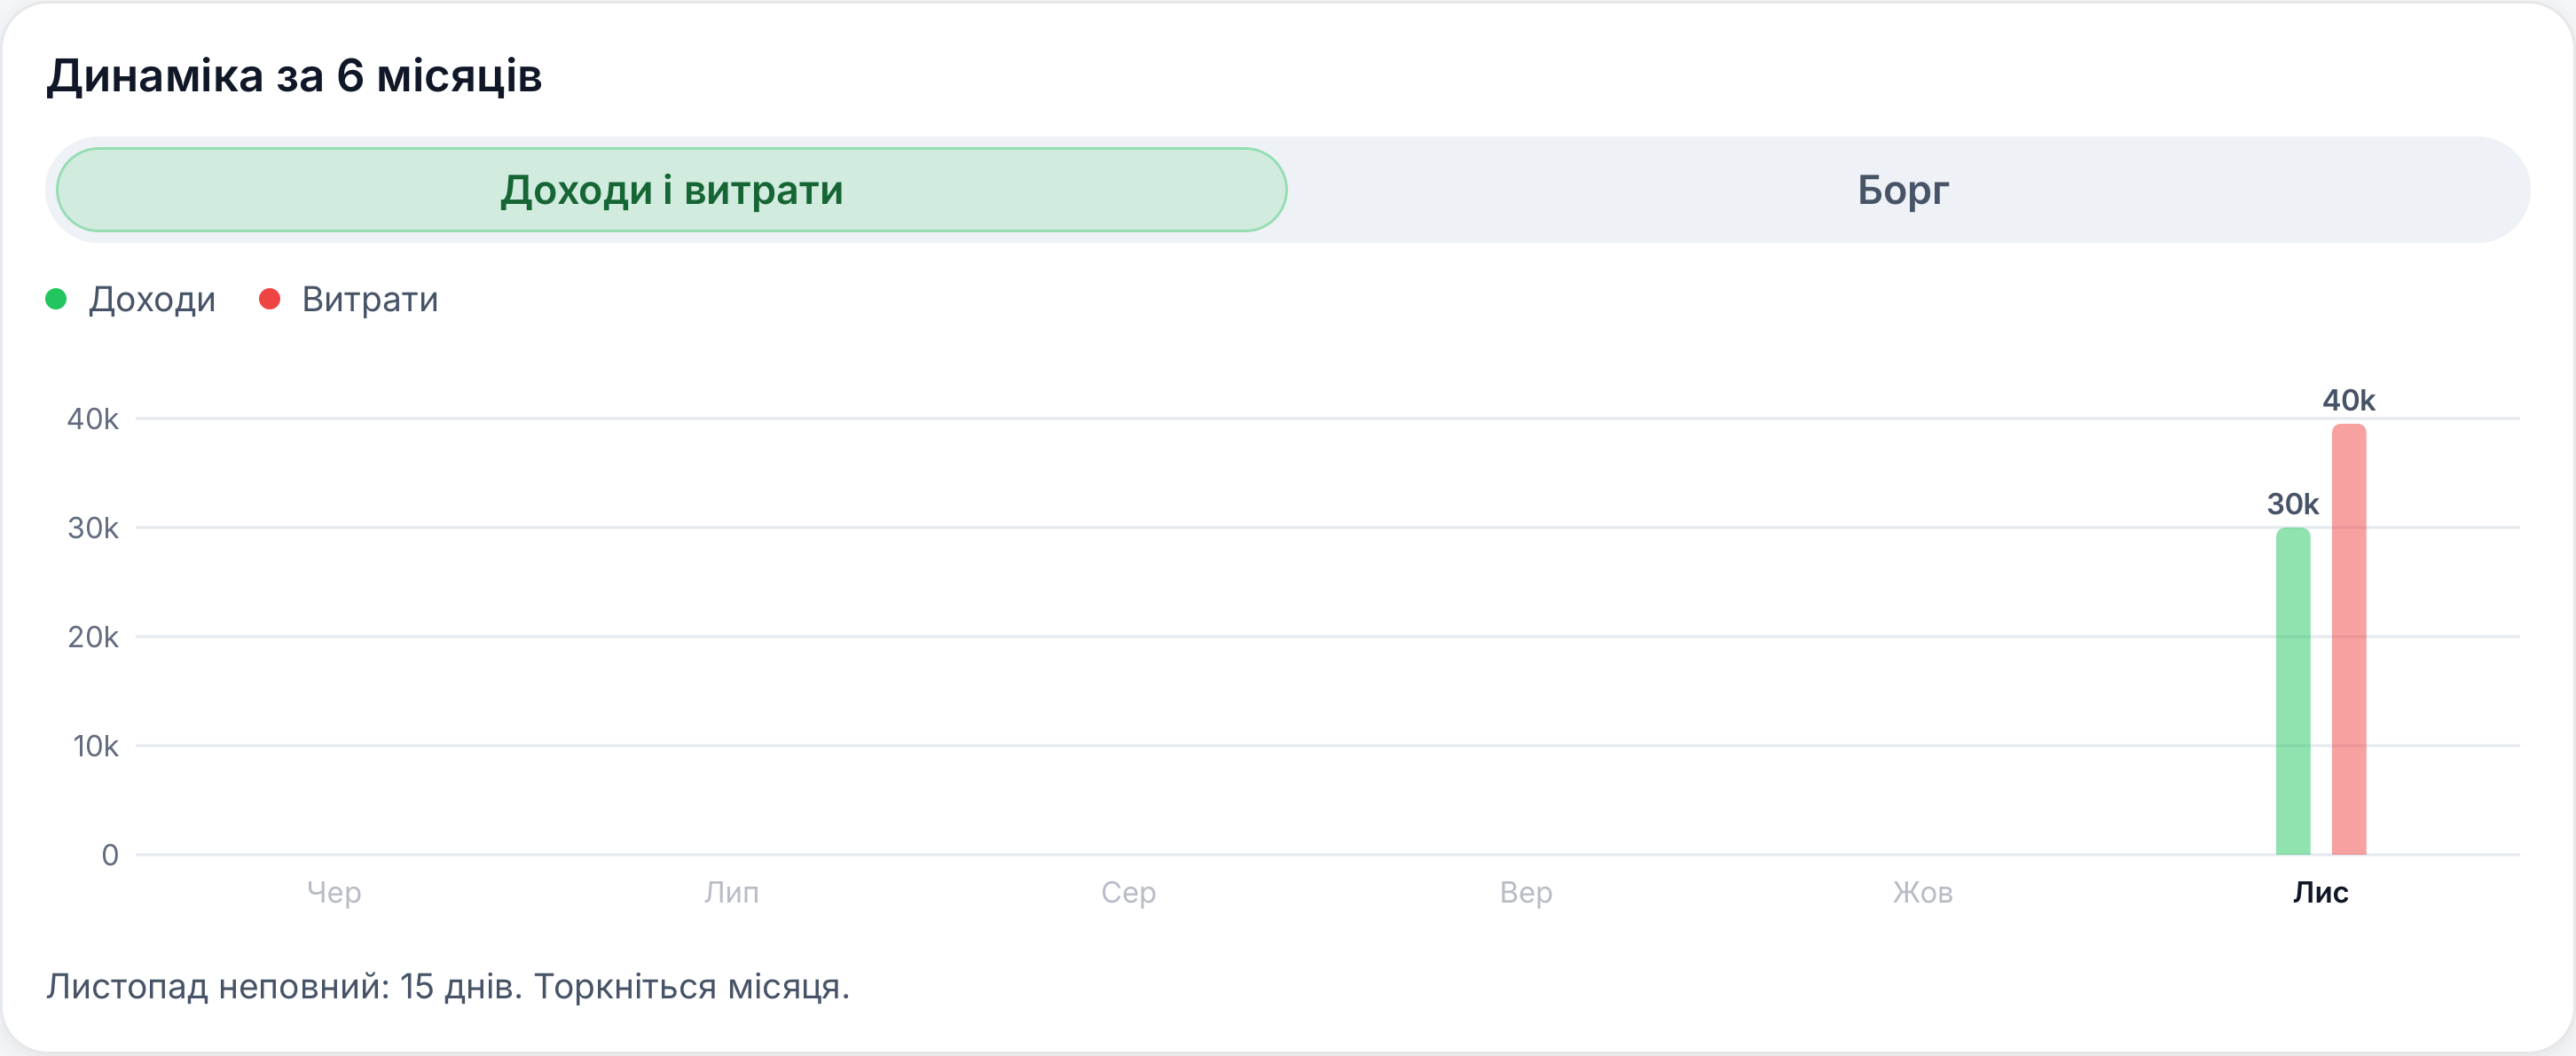 Динаміка за 6 місяців
Доходи і витрати
Борг
Доходи
Витрати
40k
30k
20k
10k
0
30k
40k
Чер
Лип
Сер
Вер
Жов
Лис
Листопад неповний: 15 днів. Торкніться місяця.